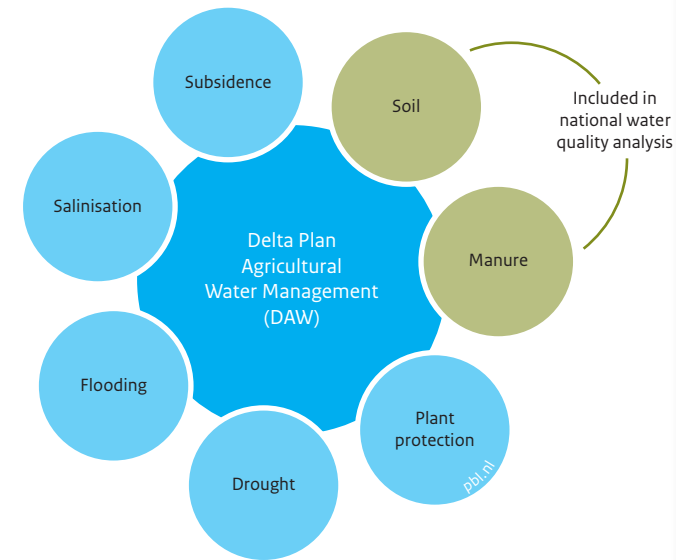 Subsidence
Soil
Included in
national water
quality analysis
Salinisation
Delta Plan
Agricultural
Water Management
(DAW)
Manure
Flooding
Plant
protection
Drought
pbl.nl